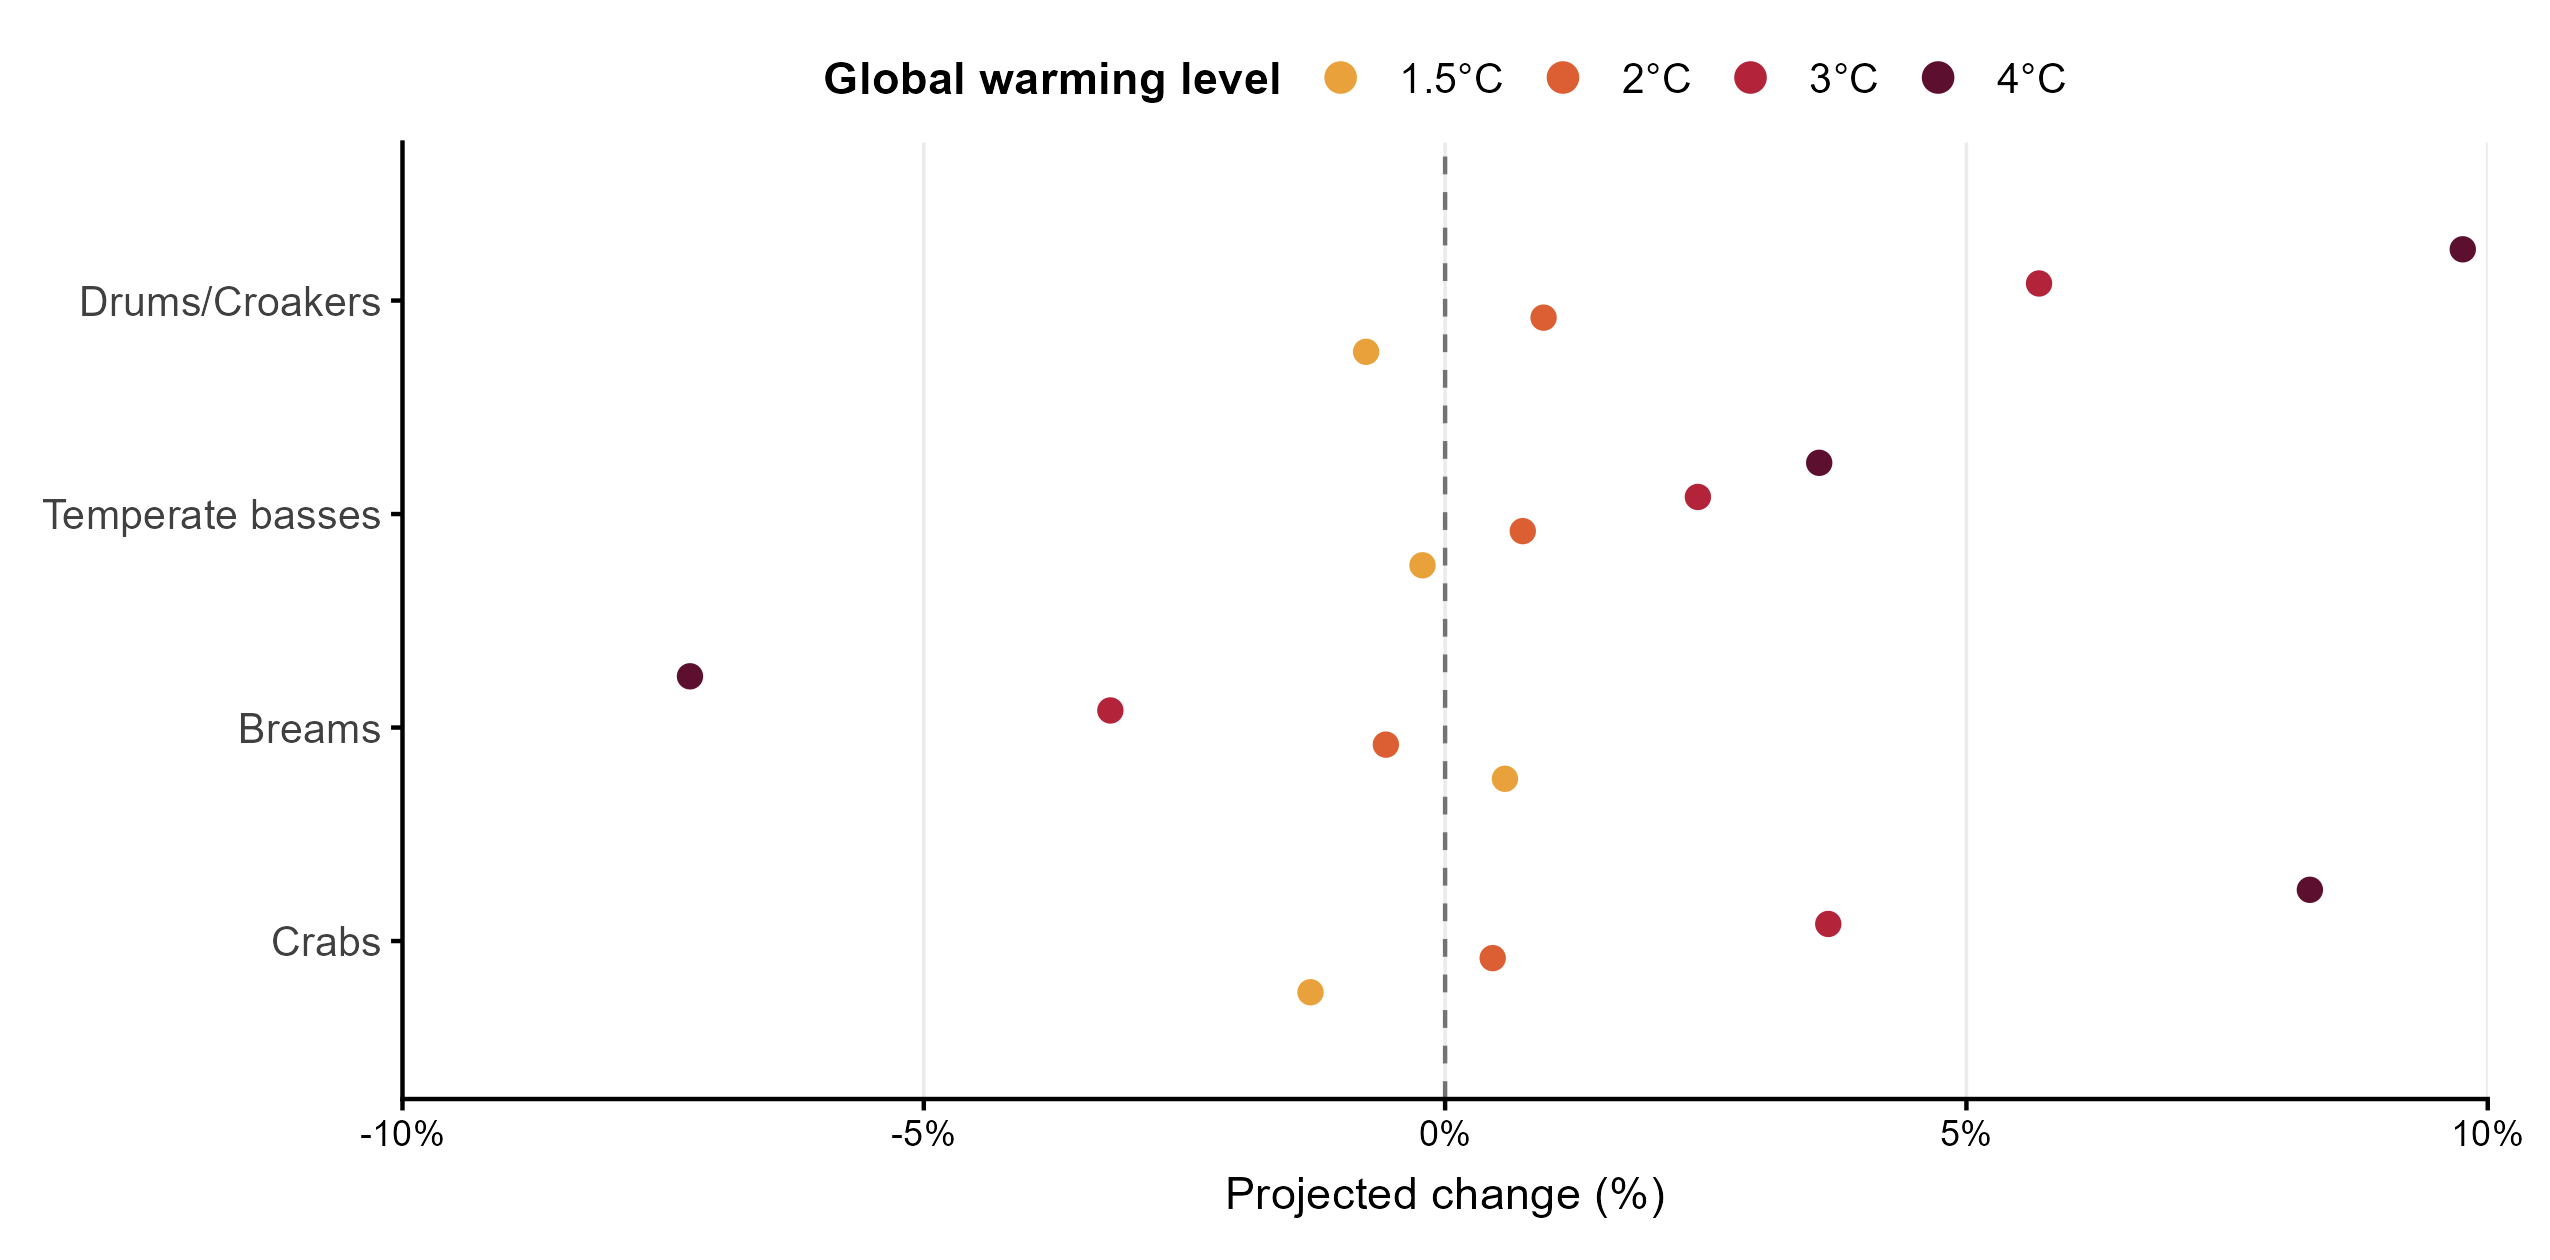 Global warming level 1.5°C 2°C 3°C 4°C
Drums/Croakers
Temperate basses
Breams
Crabs
-10% -5% 0% 5% 10%
Projected change (%)